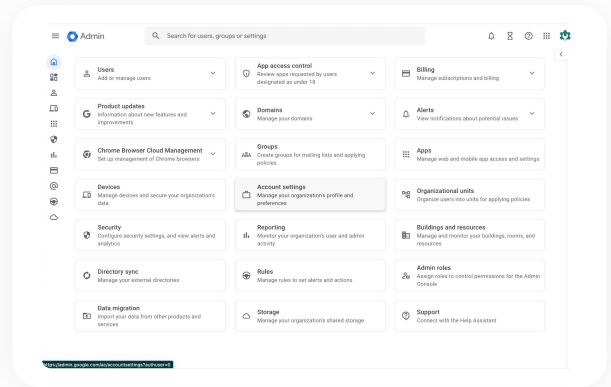 Admin
Search for users, groups or settings
Users
Add or manage users
App access control
Review apps requested by users
designated as under 18
Billing
Manage subscriptions and billing
Product updates
Information about new features and
improvements
Domains
Manage your domains
Alerts
View notifications about potential issues
Chrome Browser Cloud Management
Set up management of Chrome browsers
Groups
Create groups for mailing lists and applying
policies
Apps
Manage web and mobile app access and settings
Devices
Manage devices and secure your organization's
data
Account settings
Manage your organization's profile and
preferences
Organizational units
Organize users into units for applying policies
Security
Configure security settings, and view alerts and
analytics
Reporting
Monitor your organization's user and admin
activity
Buildings and resources
Manage and monitor your buildings, rooms, and
resources
Directory sync
Manage your external directories
Rules
Manage rules to set alerts and actions
Admin roles
Assign roles to control permissions for the Admin
Console
Data migration
Import your data from other products and
services
Storage
Manage your organization's shared storage
Support
Connect with the Help Assistant
https://admin.google.com/ac/accountsettings?authuser=0